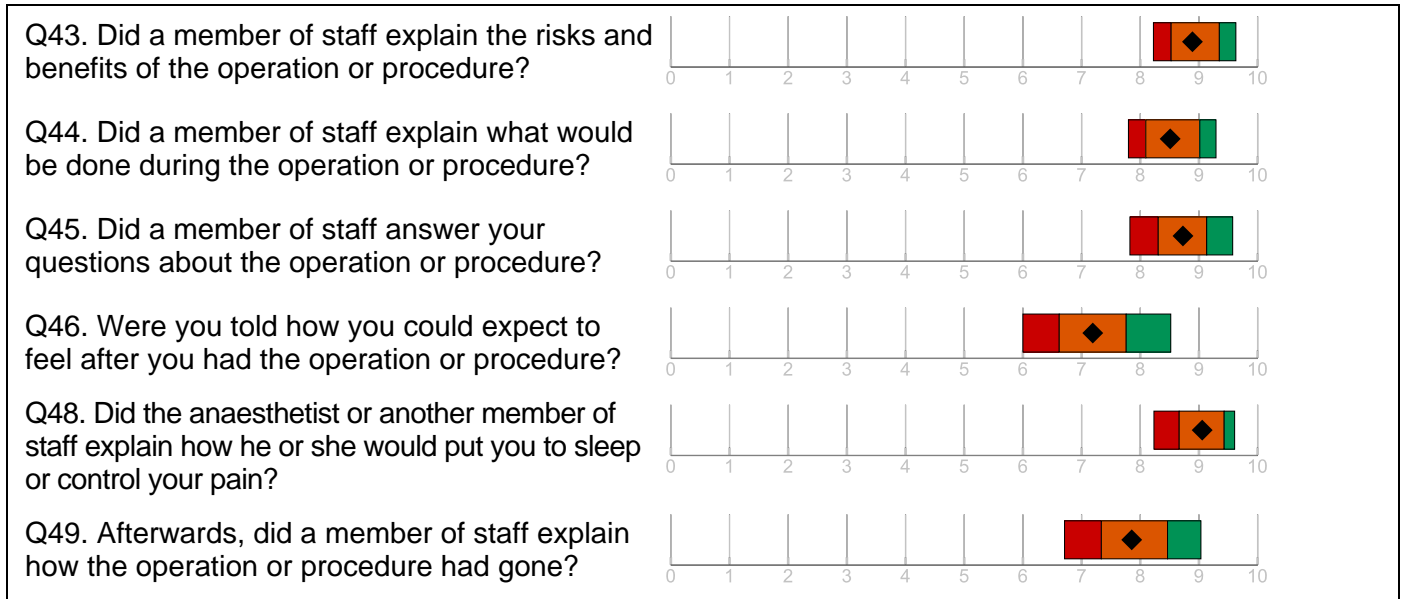 Q43. Did a member of staff explain the risks and
benefits of the operation or procedure?
0 1 2 3 4 5 6 7 8 9 10
Q44. Did a member of staff explain what would
be done during the operation or procedure?
0 1 2 3 4 5 6 7 8 9 10
Q45. Did a member of staff answer your
questions about the operation or procedure?
0 1 2 3 4 5 6 7 8 9 10
Q46. Were you told how you could expect to
feel after you had the operation or procedure?
0 1 2 3 4 5 6 7 8 9 10
Q48. Did the anaesthetist or another member of
staff explain how he or she would put you to sleep
or control your pain?
0 1 2 3 4 5 6 7 8 9 10
Q49. Afterwards, did a member of staff explain
how the operation or procedure had gone?
0 1 2 3 4 5 6 7 8 9 10